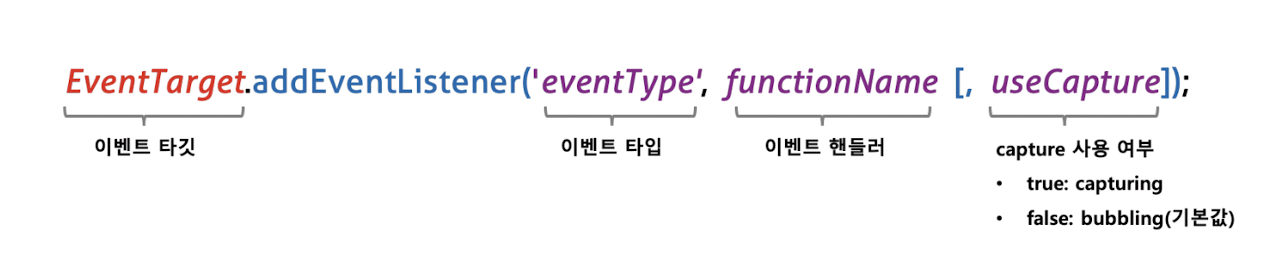 EventTarget.addEventListener('eventType', functionName [, useCapture]);
이벤트 타깃 이벤트 타입 이벤트 핸들러 capture 사용 여부
• true: capturing
• false: bubbling(기본값)